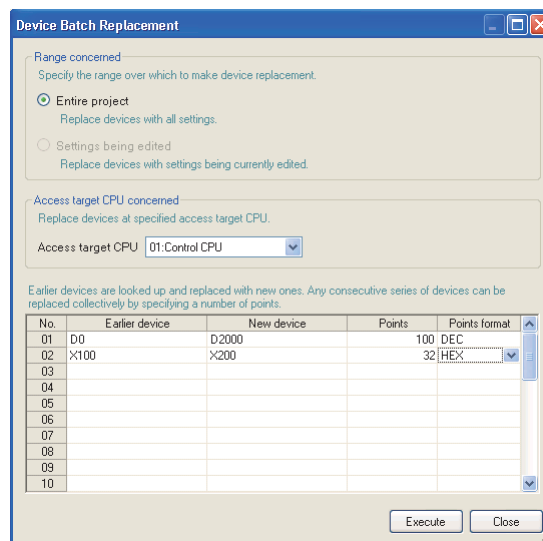 Device Batch Replacement
Range concerned
Specify the range over which to make device replacement.
Entire project
Replace devices with all settings.
Settings being edited
Replace devices with settings being currently edited.
Access target CPU concerned
Replace devices at specified access target CPU.
Access target CPU 01:Control CPU
Earlier devices are looked up and replaced with new ones. Any consecutive series of devices can be
replaced collectively by specifying a number of points.
No. Earlier device New device Points Points format
01 D0 D2000 100 DEC
02 X100 X200 32 HEX
03
04
05
06
07
08
09
10
Execute Close